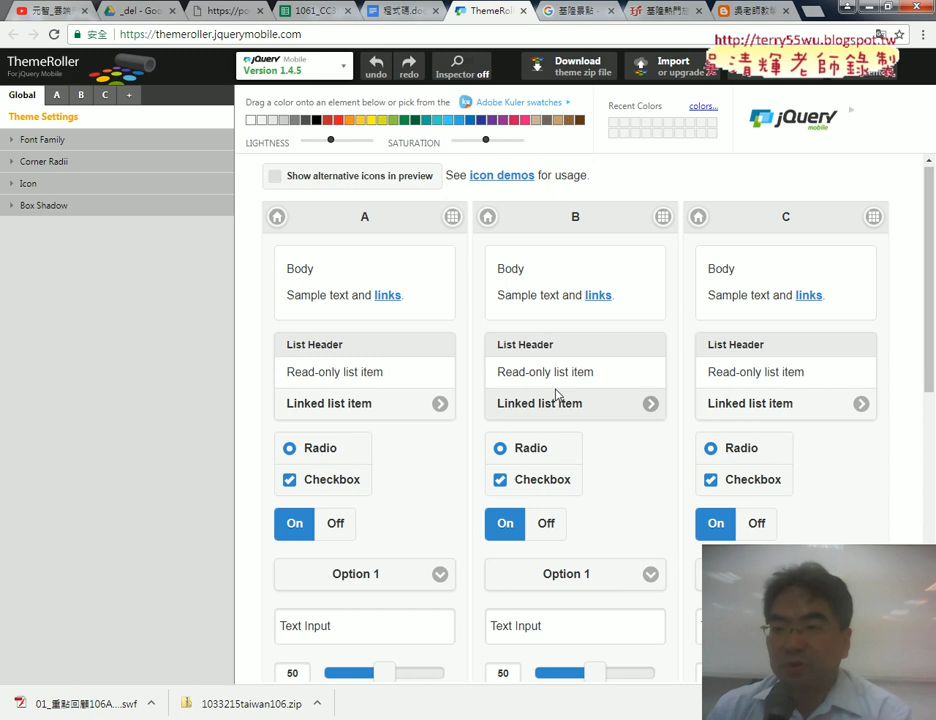 元智_雲端
_del - Goo
https://po
1061_CC3
程式碼.doc
ThemeRoll
基隆景點 -
基隆熱門景
吳老師教學
安全 | https://themeroller.jquerymobile.com
http://terry55wu.blogspot.tw
吳清輝老師錄製
ThemeRoller
For jQuery Mobile
jQuery mobile
Version 1.4.5
undo
redo
Inspector off
Download
theme zip file
Import
or upgrade
Global A B C +
Theme Settings
Font Family
Corner Radii
Icon
Box Shadow
Drag a color onto an element below or pick from the Adobe Kuler swatches
LIGHTNESS SATURATION
Recent Colors colors...
jQuery mobile
Show alternative icons in preview See icon demos for usage.
A B C
Body Body Body
Sample text and links. Sample text and links. Sample text and links.
List Header List Header List Header
Read-only list item Read-only list item Read-only list item
Linked list item Linked list item Linked list item
Radio Radio Radio
Checkbox Checkbox Checkbox
On Off On Off On Off
Option 1 Option 1
Text Input Text Input
50 50
01_重點回顧106A....swf
1033215taiwan106.zip